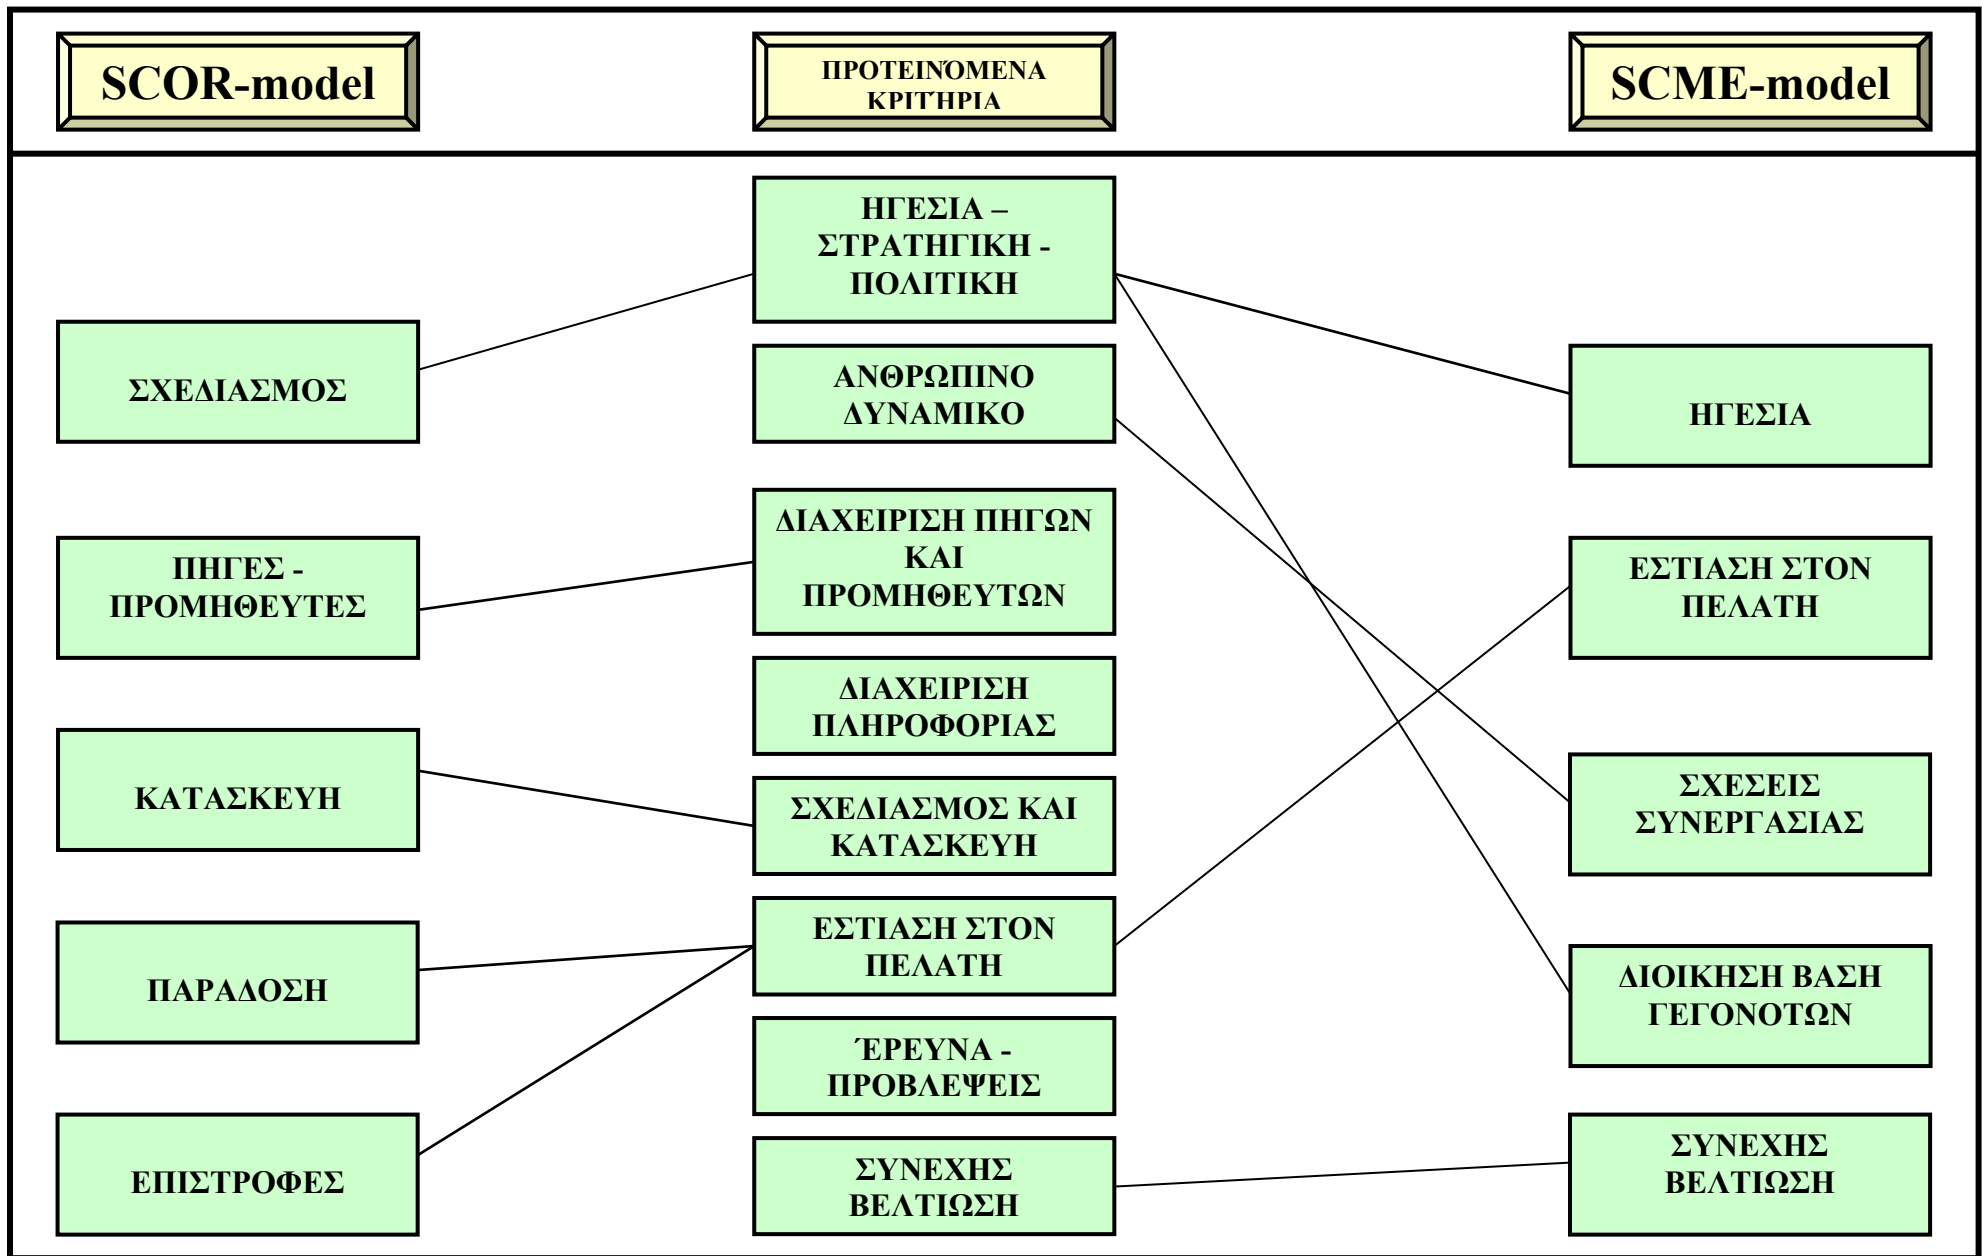 SCOR-model
ΠΡΟΤΕΙΝΌΜΕΝΑ
ΚΡΙΤΉΡΙΑ
SCME-model
ΣΧΕΔΙΑΣΜΟΣ
ΠΗΓΕΣ -
ΠΡΟΜΗΘΕΥΤΕΣ
ΚΑΤΑΣΚΕΥΗ
ΠΑΡΑΔΟΣΗ
ΕΠΙΣΤΡΟΦΕΣ
ΗΓΕΣΙΑ –
ΣΤΡΑΤΗΓΙΚΗ -
ΠΟΛΙΤΙΚΗ
ΑΝΘΡΩΠΙΝΟ
ΔΥΝΑΜΙΚΟ
ΔΙΑΧΕΙΡΙΣΗ ΠΗΓΩΝ
ΚΑΙ
ΠΡΟΜΗΘΕΥΤΩΝ
ΔΙΑΧΕΙΡΙΣΗ
ΠΛΗΡΟΦΟΡΙΑΣ
ΣΧΕΔΙΑΣΜΟΣ ΚΑΙ
ΚΑΤΑΣΚΕΥΗ
ΕΣΤΙΑΣΗ ΣΤΟΝ
ΠΕΛΑΤΗ
ΈΡΕΥΝΑ -
ΠΡΟΒΛΕΨΕΙΣ
ΣΥΝΕΧΗΣ
ΒΕΛΤΙΩΣΗ
ΗΓΕΣΙΑ
ΕΣΤΙΑΣΗ ΣΤΟΝ
ΠΕΛΑΤΗ
ΣΧΕΣΕΙΣ
ΣΥΝΕΡΓΑΣΙΑΣ
ΔΙΟΙΚΗΣΗ ΒΑΣΗ
ΓΕΓΟΝΟΤΩΝ
ΣΥΝΕΧΗΣ
ΒΕΛΤΙΩΣΗ